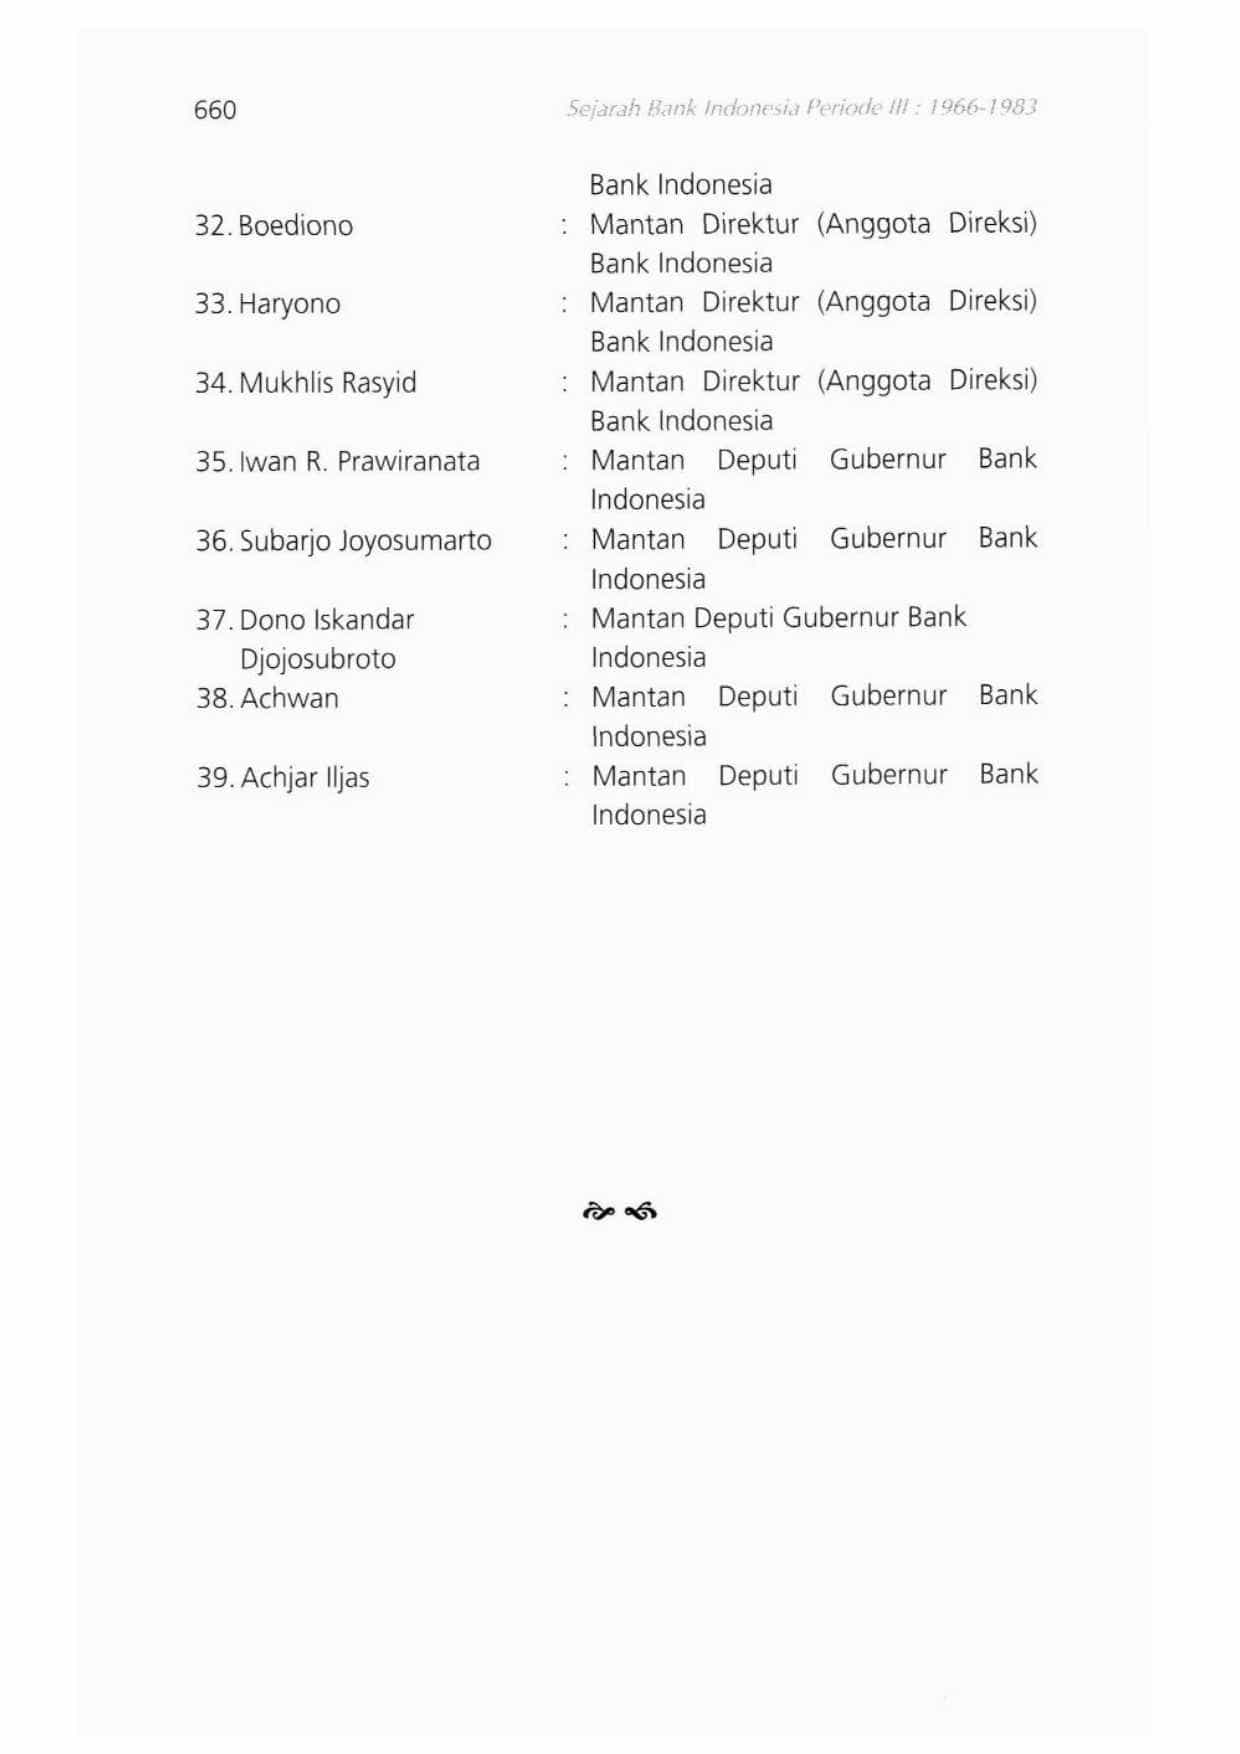 660 Sejarah Bank Indonesia Periode III : 1966-1983
Bank Indonesia
32. Boediono : Mantan Direktur (Anggota Direksi)
Bank Indonesia
33. Haryono : Mantan Direktur (Anggota Direksi)
Bank Indonesia
34. Mukhlis Rasyid : Mantan Direktur (Anggota Direksi)
Bank Indonesia
35. Iwan R. Prawiranata : Mantan Deputi Gubernur Bank
Indonesia
36. Subarjo Joyosumarto : Mantan Deputi Gubernur Bank
Indonesia
37. Dono Iskandar : Mantan Deputi Gubernur Bank
Djojosubroto Indonesia
38. Achwan : Mantan Deputi Gubernur Bank
Indonesia
39. Achjar Iljas : Mantan Deputi Gubernur Bank
Indonesia